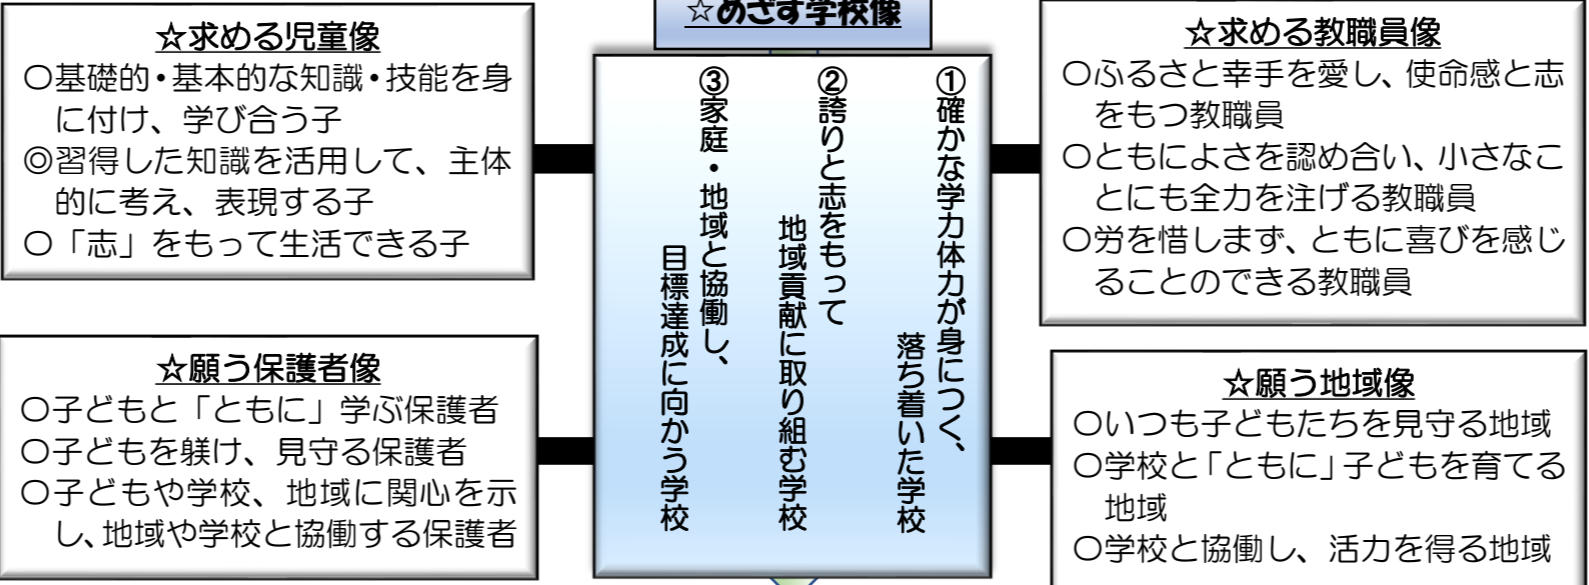 ☆求める児童像
〇基礎的・基本的な知識・技能を身
に付け、学び合う子
◎習得した知識を活用して、主体
的に考え、表現する子
〇「志」をもって生活できる子
☆願う保護者像
〇子どもと「ともに」学ぶ保護者
〇子どもを躾け、見守る保護者
〇子どもや学校、地域に関心を示
し、地域や学校と協働する保護者
☆めざす学校像
①確かな学力体力が身につく、
落ち着いた学校
②誇りと志をもって
地域貢献に取り組む学校
③家庭・地域と協働し、
目標達成に向かう学校
☆求める教職員像
〇ふるさと幸手を愛し、使命感と志
をもつ教職員
〇ともによさを認め合い、小さなこ
とにも全力を注げる教職員
〇労を惜しまず、ともに喜びを感じ
ることのできる教職員
☆願う地域像
〇いつも子どもたちを見守る地域
〇学校と「ともに」子どもを育てる
地域
〇学校と協働し、活力を得る地域